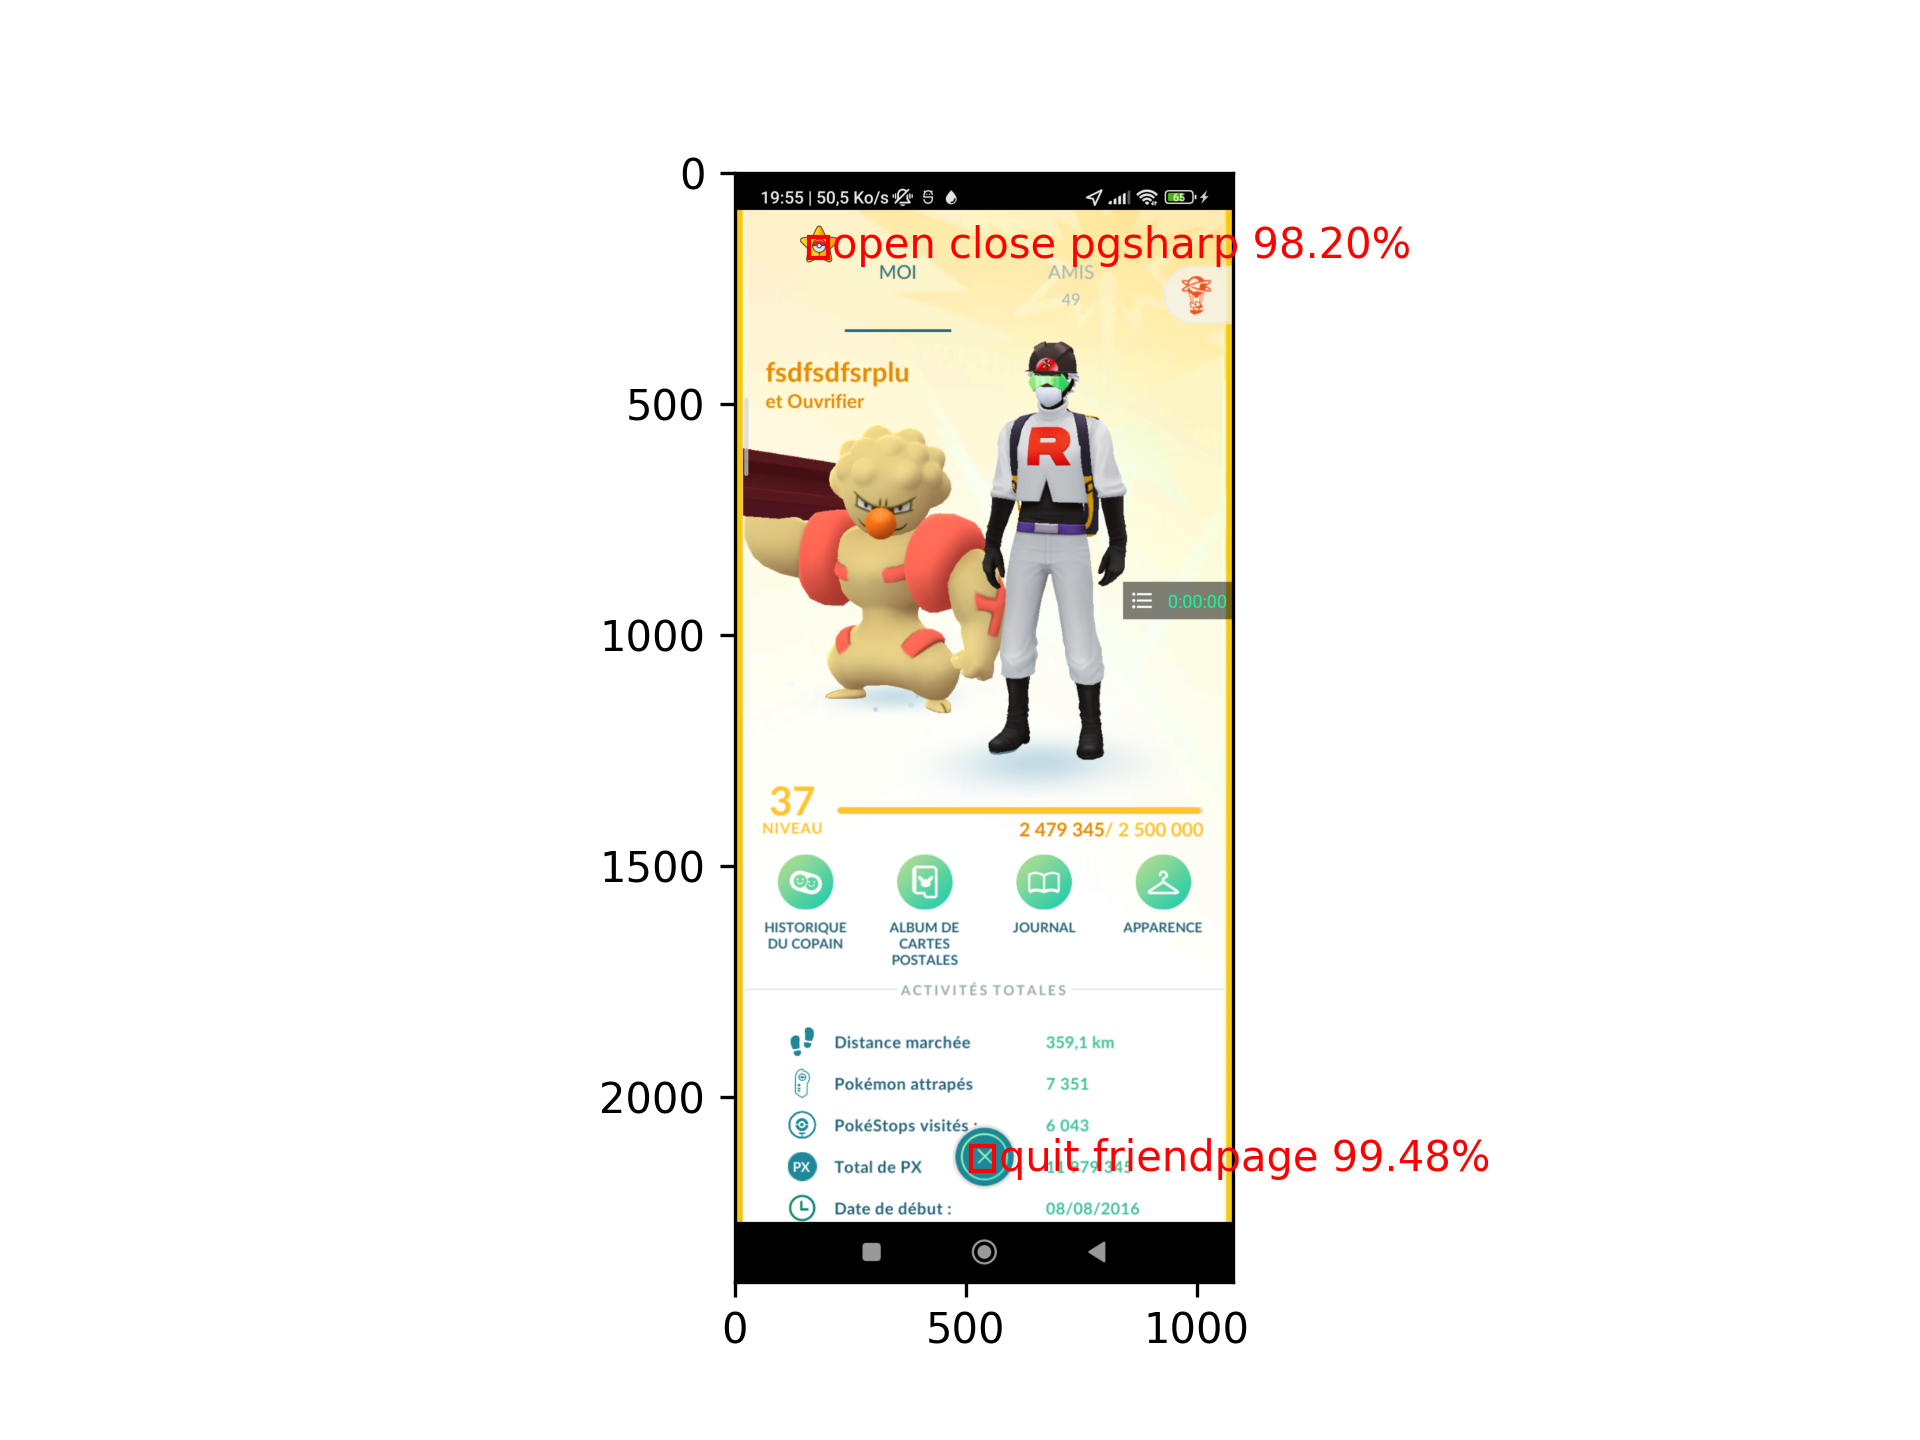 0
19:55 | 50,5 Ko/s
65
open close pgsharp 98.20%
MOI
AMIS
49
fsdfsdfsrplu
et Ouvrifier
500
R
0:00:00
1000
37
NIVEAU
2 479 345/ 2 500 000
1500
HISTORIQUE DU COPAIN
ALBUM DE CARTES POSTALES
JOURNAL
APPARENCE
ACTIVITÉS TOTALES
Distance marchée 359,1 km
Pokémon attrapés 7 351
2000
PokéStops visités : 6 043
quit friendpage 99.48%
PX Total de PX 11 979 345
Date de début : 08/08/2016
0 500 1000